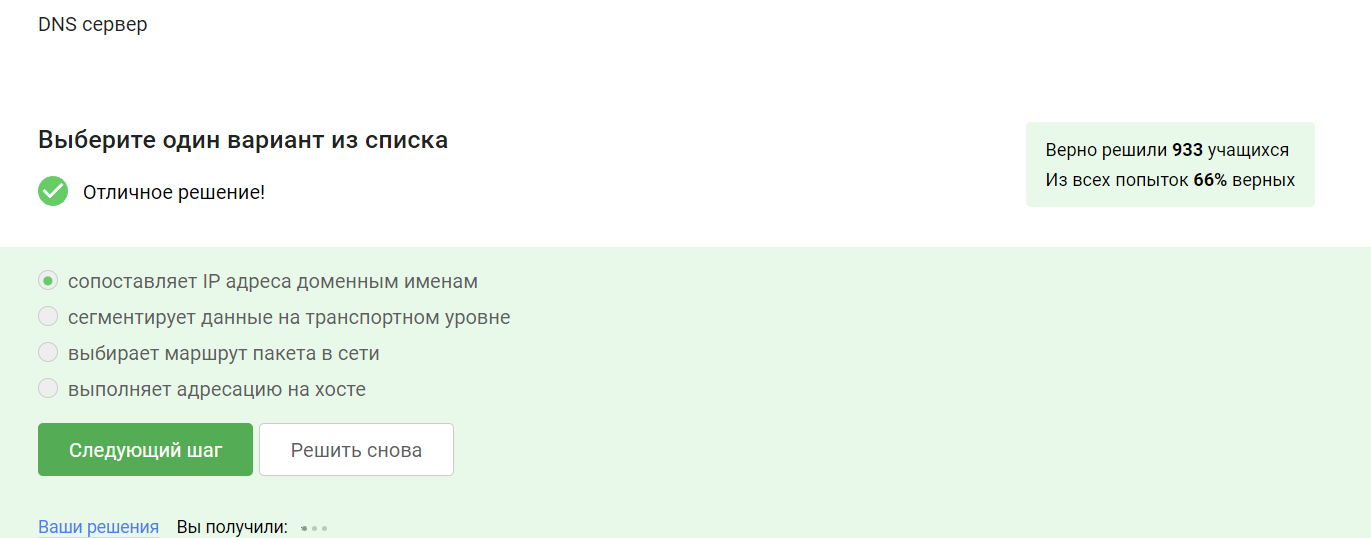 DNS сервер
Выберите один вариант из списка
Верно решили 933 учащихся
Из всех попыток 66% верных
Отличное решение!
сопоставляет IP адреса доменным именам
сегментирует данные на транспортном уровне
выбирает маршрут пакета в сети
выполняет адресацию на хосте
Следующий шаг Решить снова
Ваши решения Вы получили: